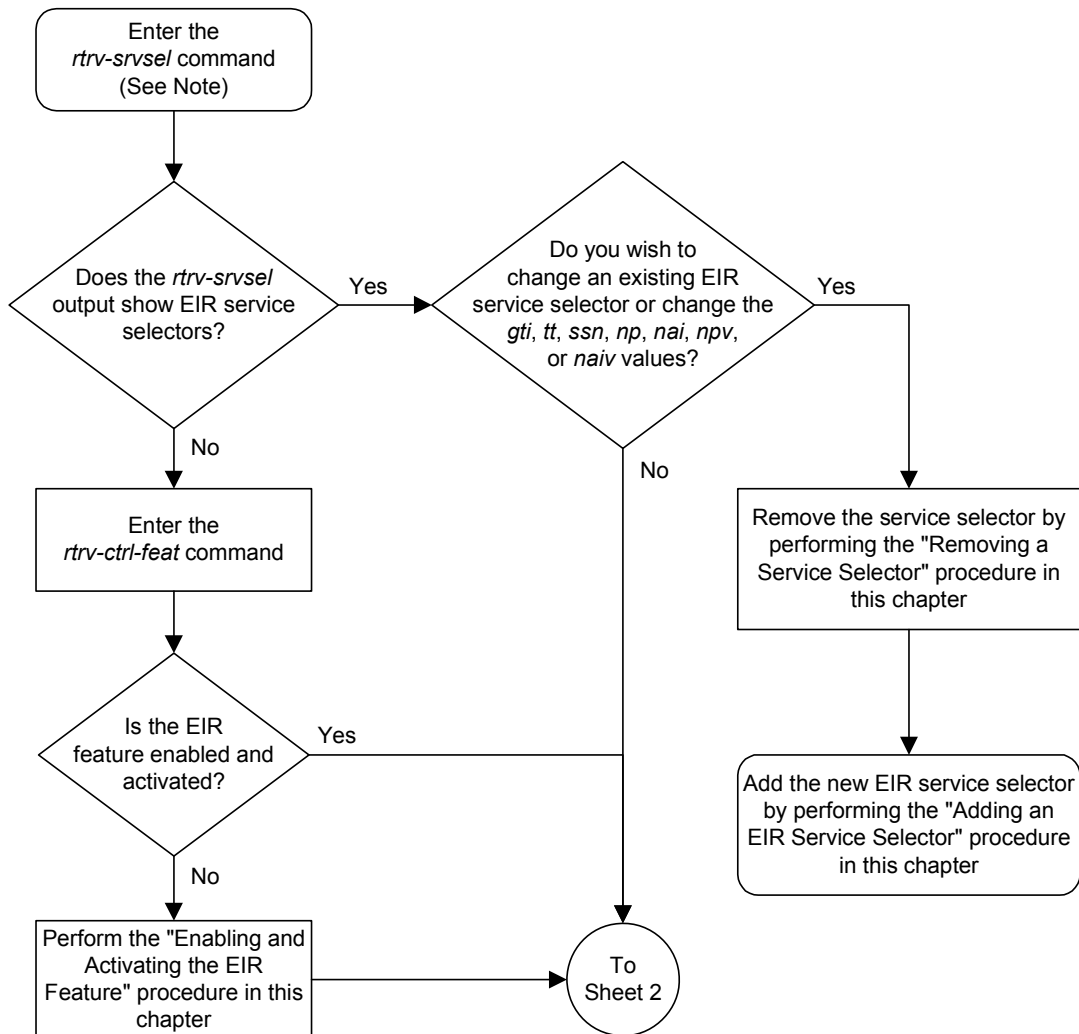 Enter the
rtrv-srvsel command
(See Note)
Does the rtrv-srvsel
output show EIR service
selectors?
Yes
No
Do you wish to
change an existing EIR
service selector or change the
gti, tt, ssn, np, nai, npv,
or naiv values?
Yes
No
Enter the
rtrv-ctrl-feat command
Remove the service selector by
performing the "Removing a
Service Selector" procedure in
this chapter
Is the EIR
feature enabled and
activated?
Yes
No
Add the new EIR service selector
by performing the "Adding an
EIR Service Selector" procedure
in this chapter
Perform the "Enabling and
Activating the EIR
Feature" procedure in this
chapter
To
Sheet 2